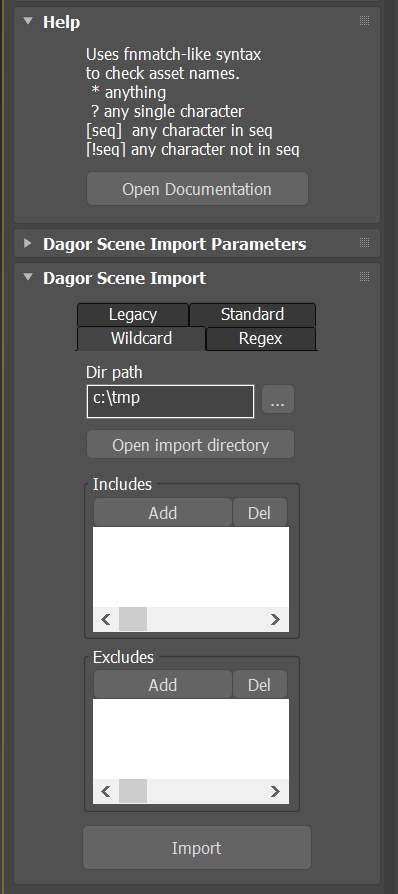 Help
Uses fnmatch-like syntax
to check asset names.
* anything
? any single character
[seq]  any character in seq
[!seq] any character not in seq
Open Documentation
Dagor Scene Import Parameters
Dagor Scene Import
Legacy Standard
Wildcard Regex
Dir path
c:\tmp ...
Open import directory
Includes
Add Del
Excludes
Add Del
Import